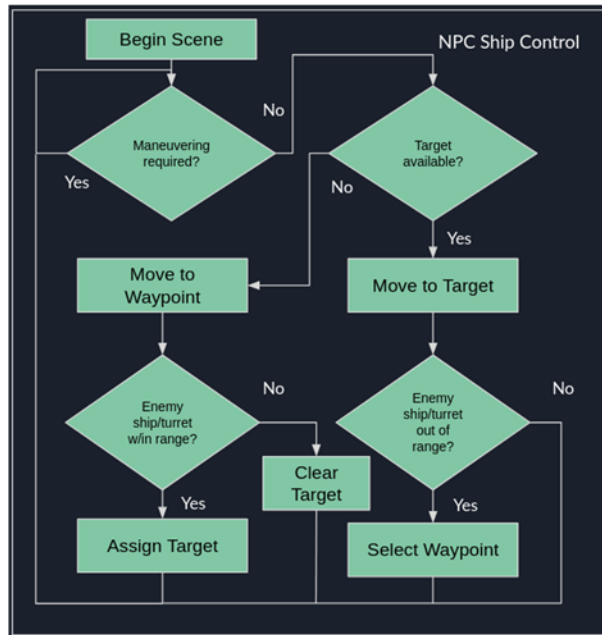 Begin Scene
NPC Ship Control
No
Maneuvering
required?
Target
available?
Yes
No
Yes
Move to
Waypoint
Move to Target
No
No
Enemy
ship/turret
w/in range?
Enemy
ship/turret
out of
range?
Clear
Target
Yes
Yes
Assign Target
Select Waypoint